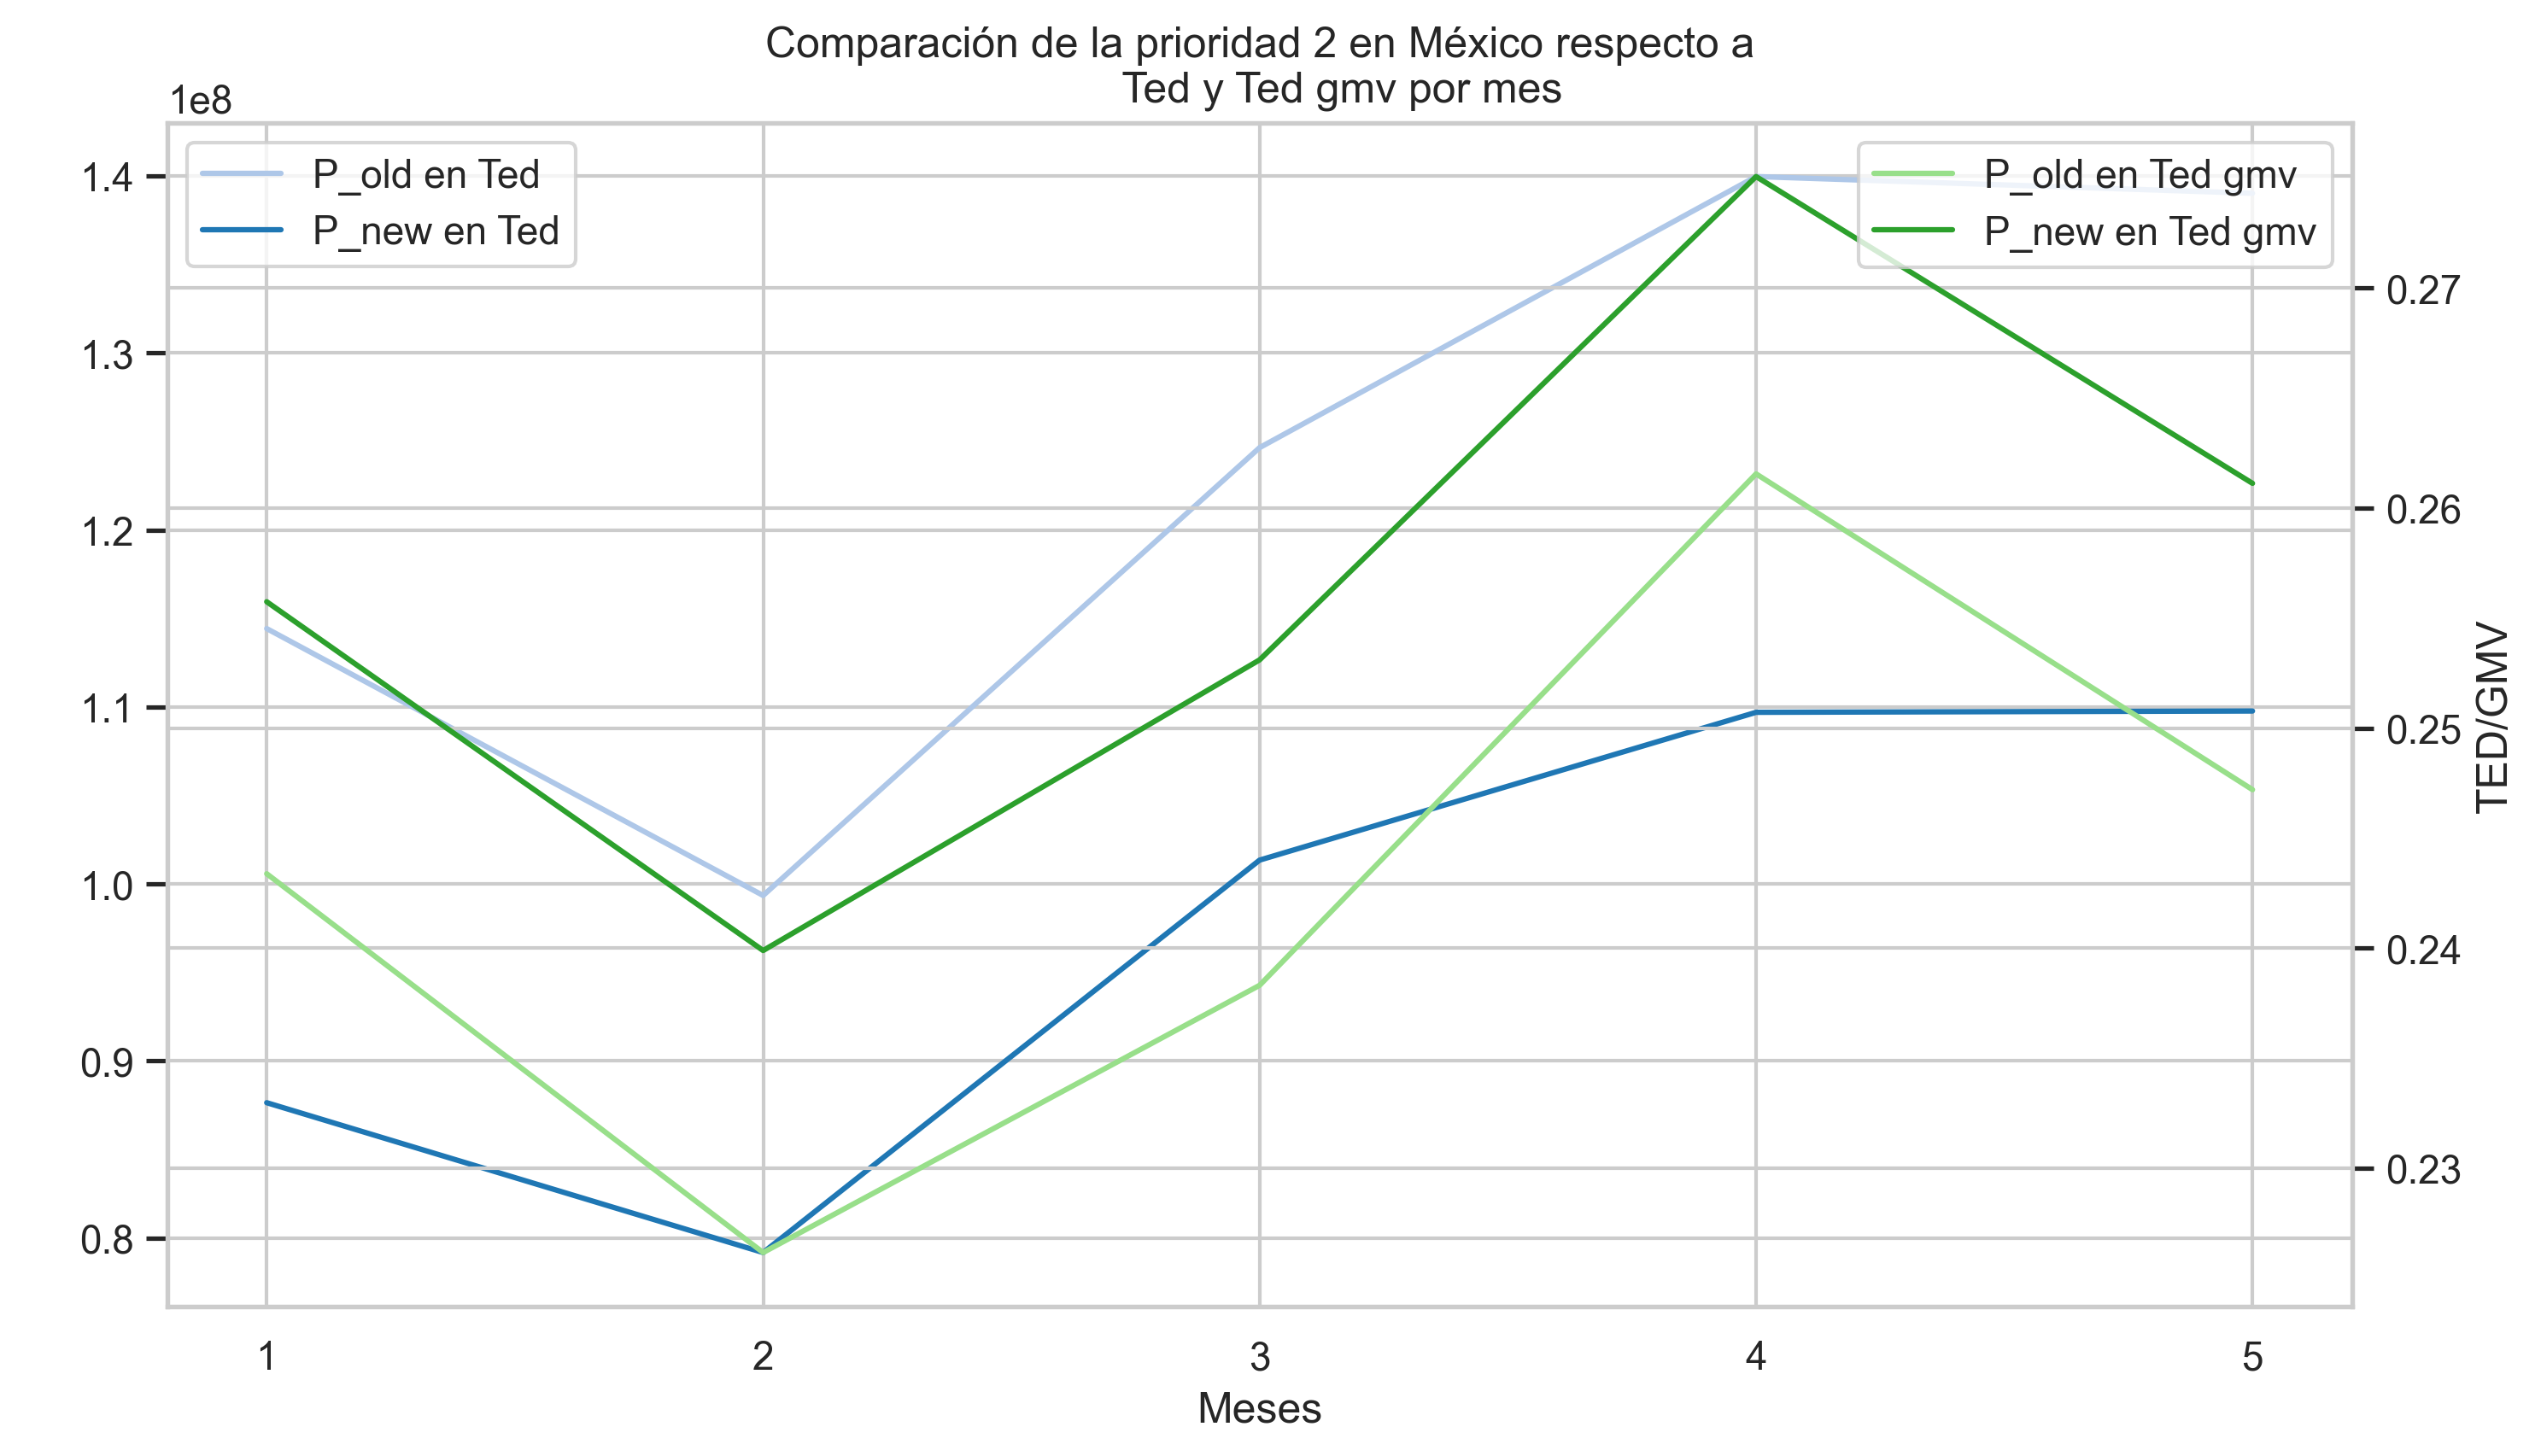 Comparación de la prioridad 2 en México respecto a
Ted y Ted gmv por mes
1e8
P_old en Ted
P_new en Ted
P_old en Ted gmv
P_new en Ted gmv
1.4
1.3
1.2
1.1
1.0
0.9
0.8
0.27
0.26
0.25
0.24
0.23
TED/GMV
1 2 3 4 5
Meses